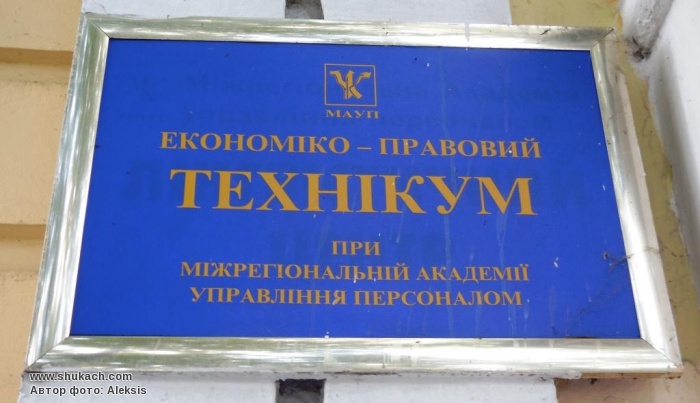 МАУП
ЕКОНОМІКО – ПРАВОВИЙ
ТЕХНІКУМ
ПРИ
МІЖРЕГІОНАЛЬНІЙ АКАДЕМІЇ
УПРАВЛІННЯ ПЕРСОНАЛОМ
www.shukach.com
Автор фото: Aleksis